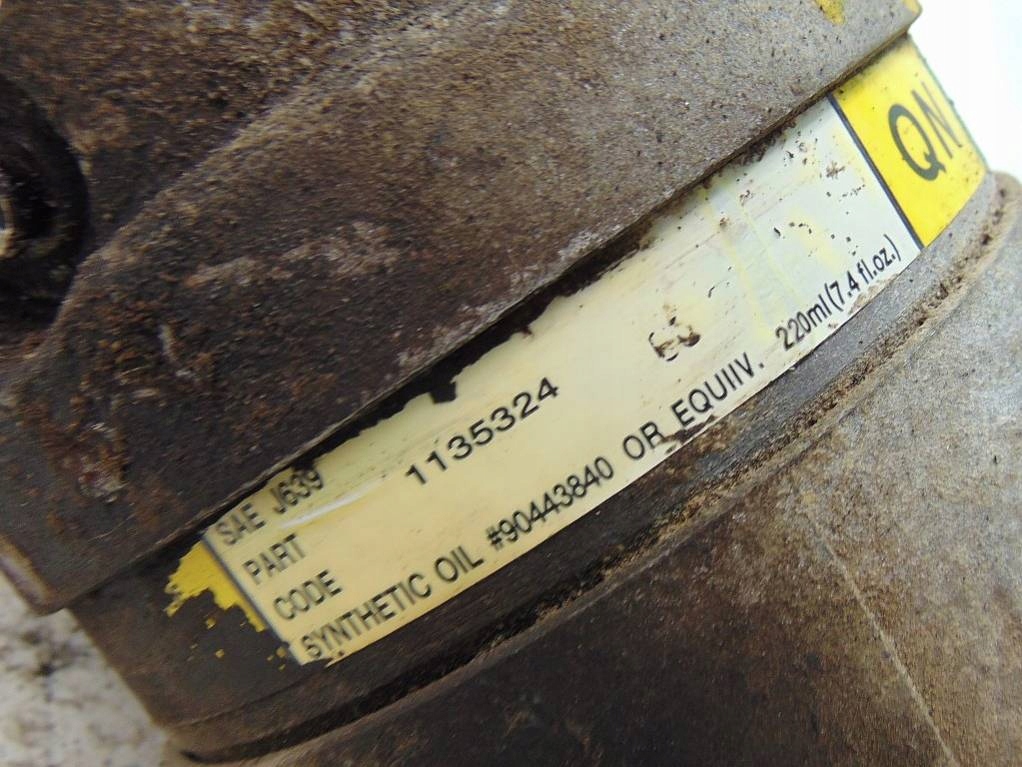 SAE J639
PART 1135324
CODE
SYNTHETIC OIL #90443840 OR EQUIIV. 220ml(7.4 fl.oz.)
QN